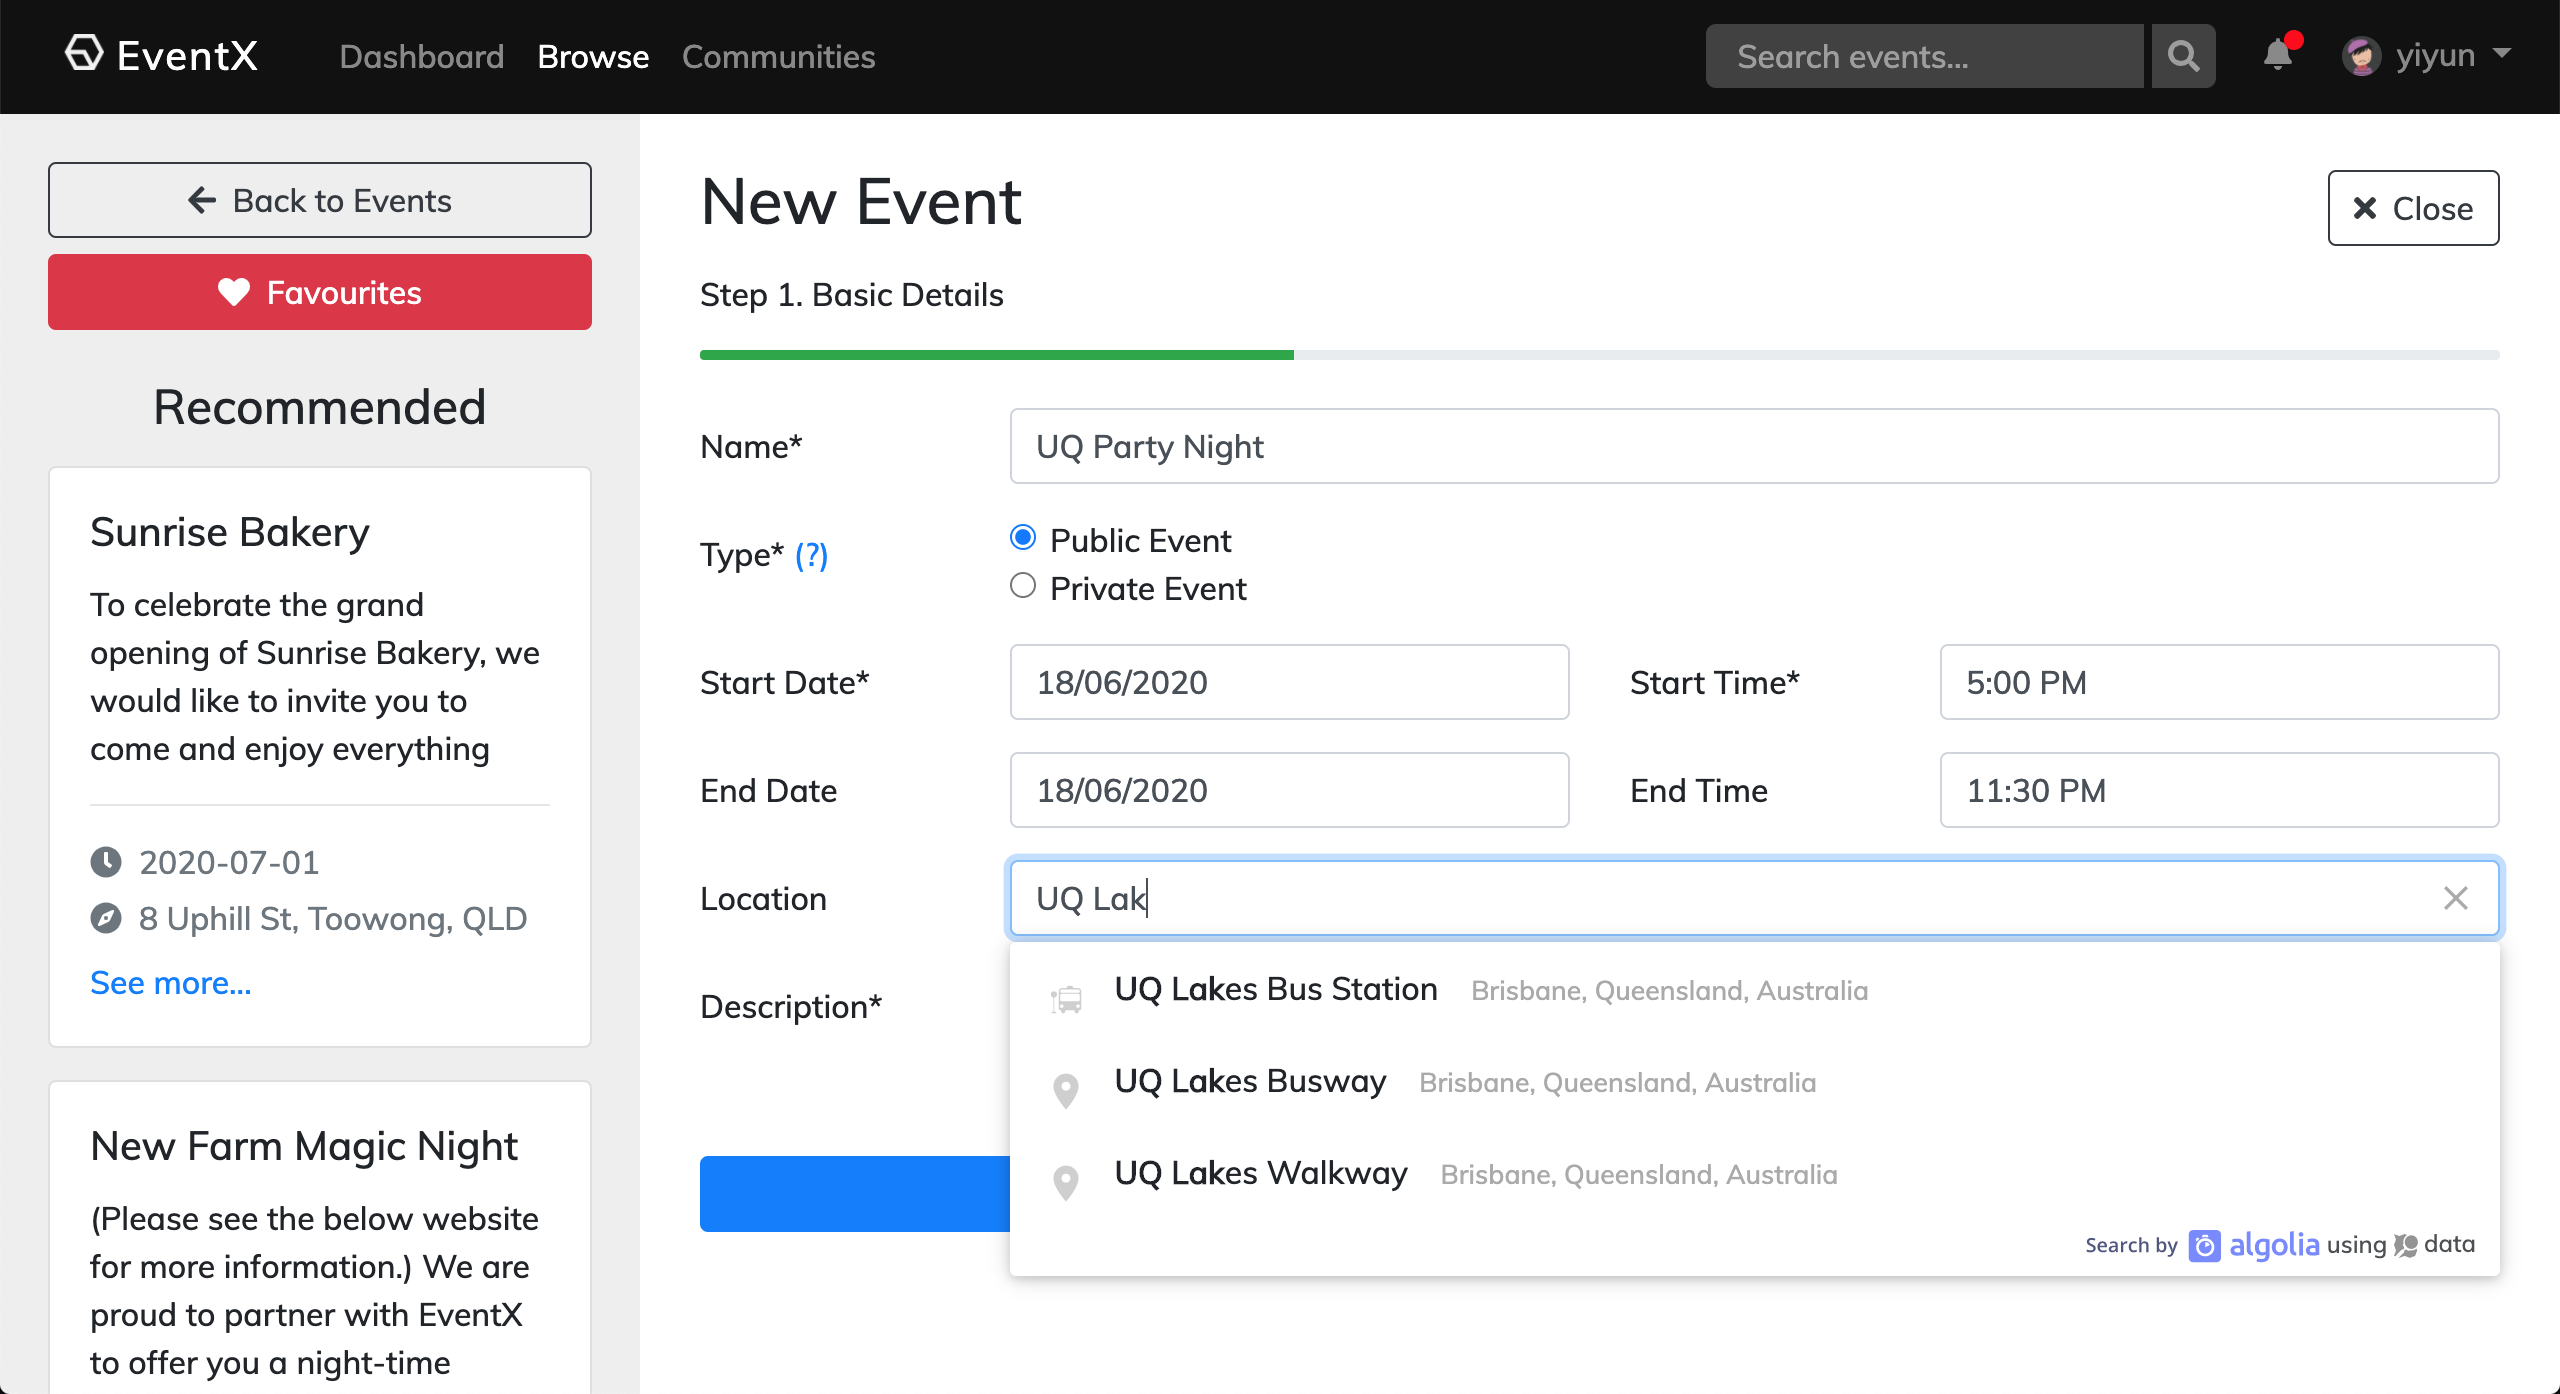 EventX
Dashboard Browse Communities
Search events...
yiyun
Back to Events
Favourites
Recommended
Sunrise Bakery
To celebrate the grand
opening of Sunrise Bakery, we
would like to invite you to
come and enjoy everything
2020-07-01
8 Uphill St, Toowong, QLD
See more...
New Farm Magic Night
(Please see the below website
for more information.) We are
proud to partner with EventX
to offer you a night-time
New Event
Close
Step 1. Basic Details
Name* UQ Party Night
Type* (?)
Public Event
Private Event
Start Date* 18/06/2020 Start Time* 5:00 PM
End Date 18/06/2020 End Time 11:30 PM
Location UQ Lak
Description*
UQ Lakes Bus Station Brisbane, Queensland, Australia
UQ Lakes Busway Brisbane, Queensland, Australia
UQ Lakes Walkway Brisbane, Queensland, Australia
Search by algolia using data